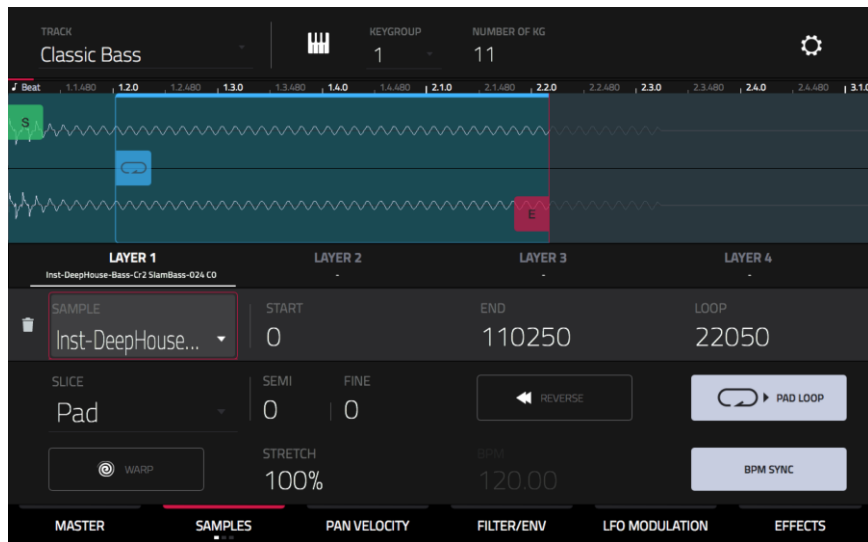 TRACK
Classic Bass
KEYGROUP
1
NUMBER OF KG
11
Beat 1.1.480 1.2.0 1.2.480 1.3.0 1.3.480 1.4.0 1.4.480 2.1.0 2.1.480 2.2.0 2.2.480 2.3.0 2.3.480 2.4.0 2.4.480 3.1.0
S
E
LAYER 1 LAYER 2 LAYER 3 LAYER 4
Inst-DeepHouse-Bass-Cr2 SlamBass-024 C0 - - -
SAMPLE START END LOOP
Inst-DeepHouse... 0 110250 22050
SLICE SEMI FINE
Pad 0 0
REVERSE
PAD LOOP
WARP
STRETCH
100%
BPM
120.00
BPM SYNC
MASTER SAMPLES PAN VELOCITY FILTER/ENV LFO MODULATION EFFECTS